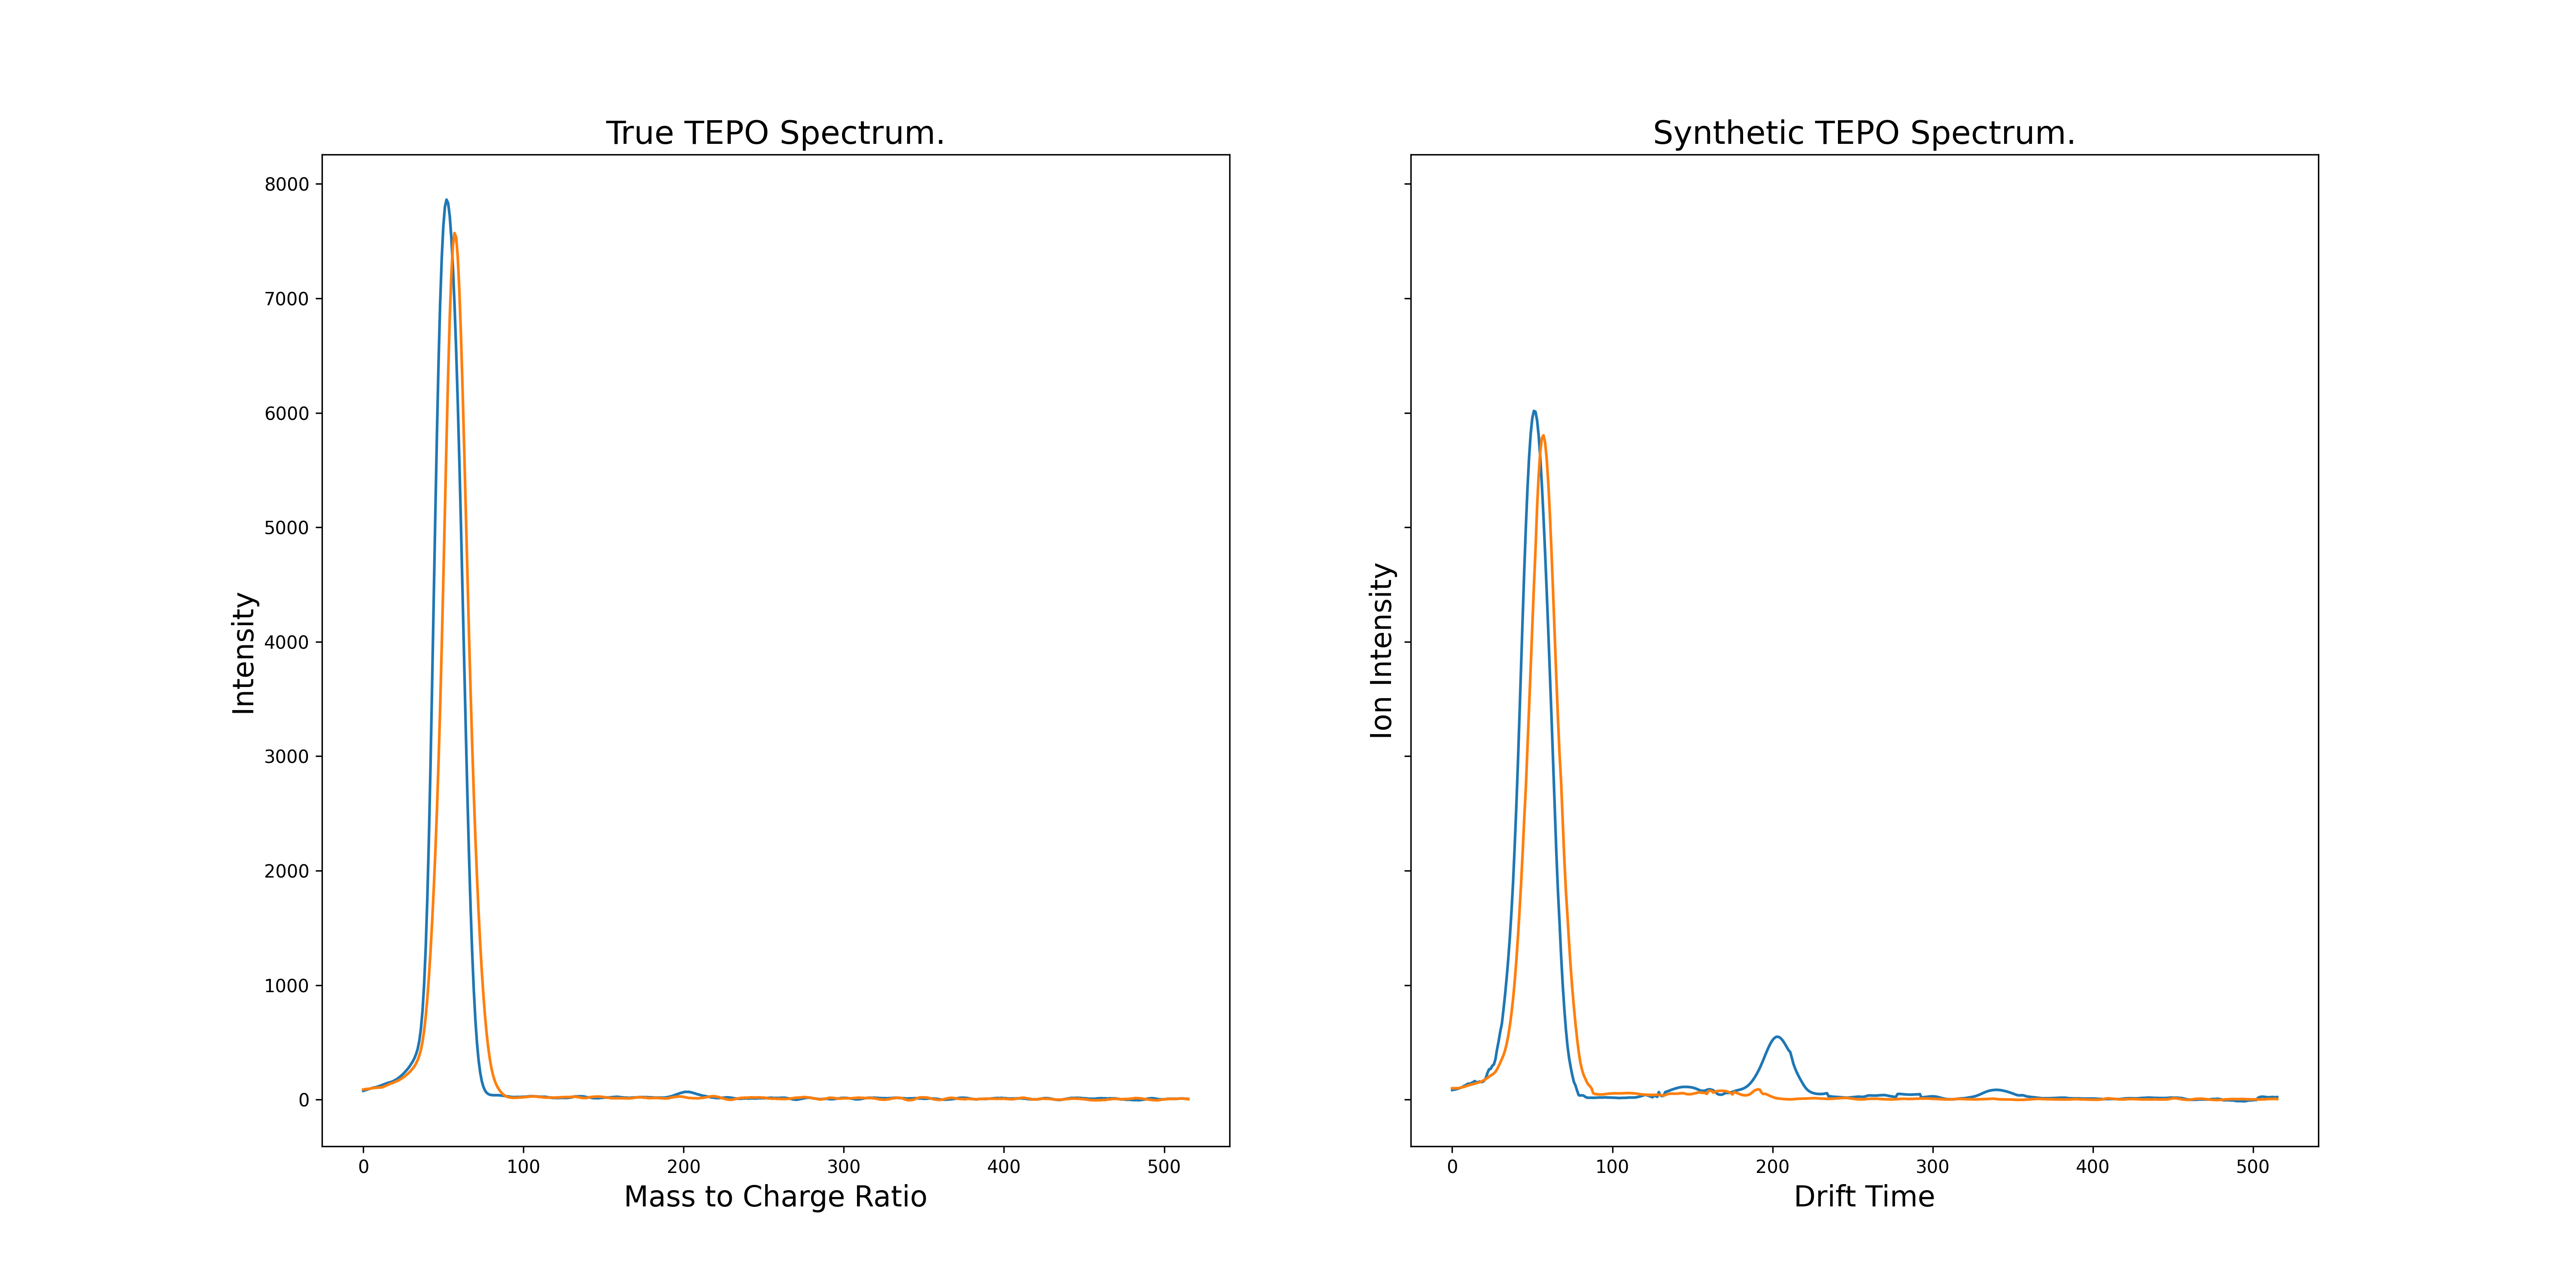 True TEPO Spectrum.
Synthetic TEPO Spectrum.
Intensity
8000
7000
6000
5000
4000
3000
2000
1000
0
0 100 200 300 400 500
Mass to Charge Ratio
Ion Intensity
0 100 200 300 400 500
Drift Time